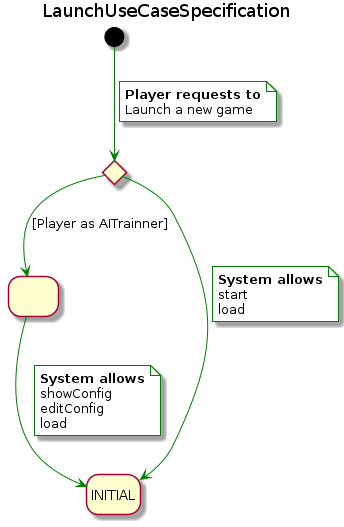 LaunchUseCaseSpecification
Player requests to
Launch a new game
[Player as AITrainner]
System allows
start
load
System allows
showConfig
editConfig
load
INITIAL